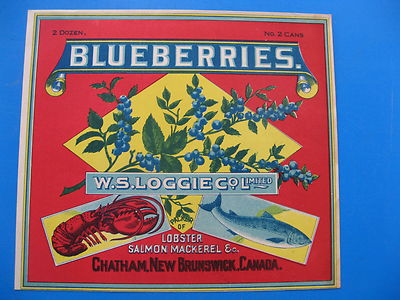 2 DOZEN. No. 2 CANS
BLUEBERRIES.
W.S. LOGGIE CO. LIMITED
PACKERS
OF
LOBSTER
SALMON MACKEREL &c.
CHATHAM, NEW BRUNSWICK, CANADA.